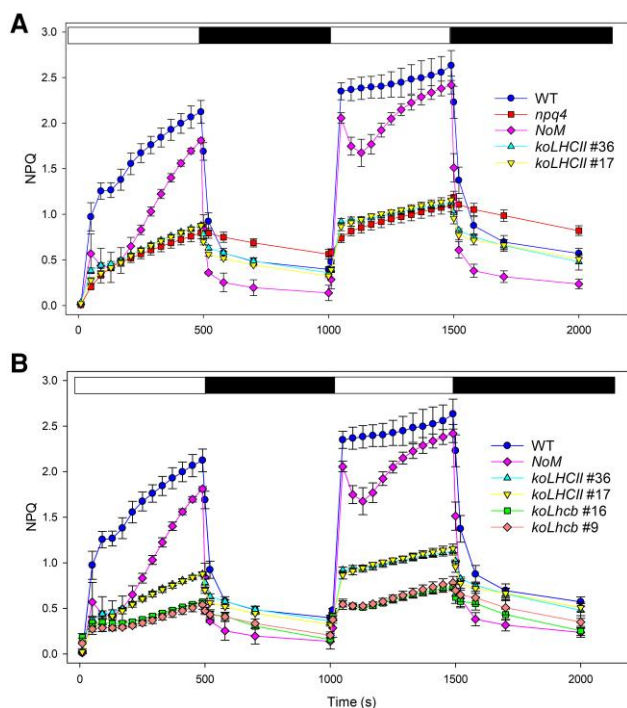 A
3.0
2.5
2.0
1.5
1.0
0.5
0.0
NPQ
WT
npq4
NoM
koLHCII #36
koLHCII #17
0
500
1000
1500
2000
B
3.0
2.5
2.0
1.5
1.0
0.5
0.0
NPQ
WT
NoM
koLHCII #36
koLHCII #17
koLhcb #16
koLhcb #9
0
500
1000
1500
2000
Time (s)